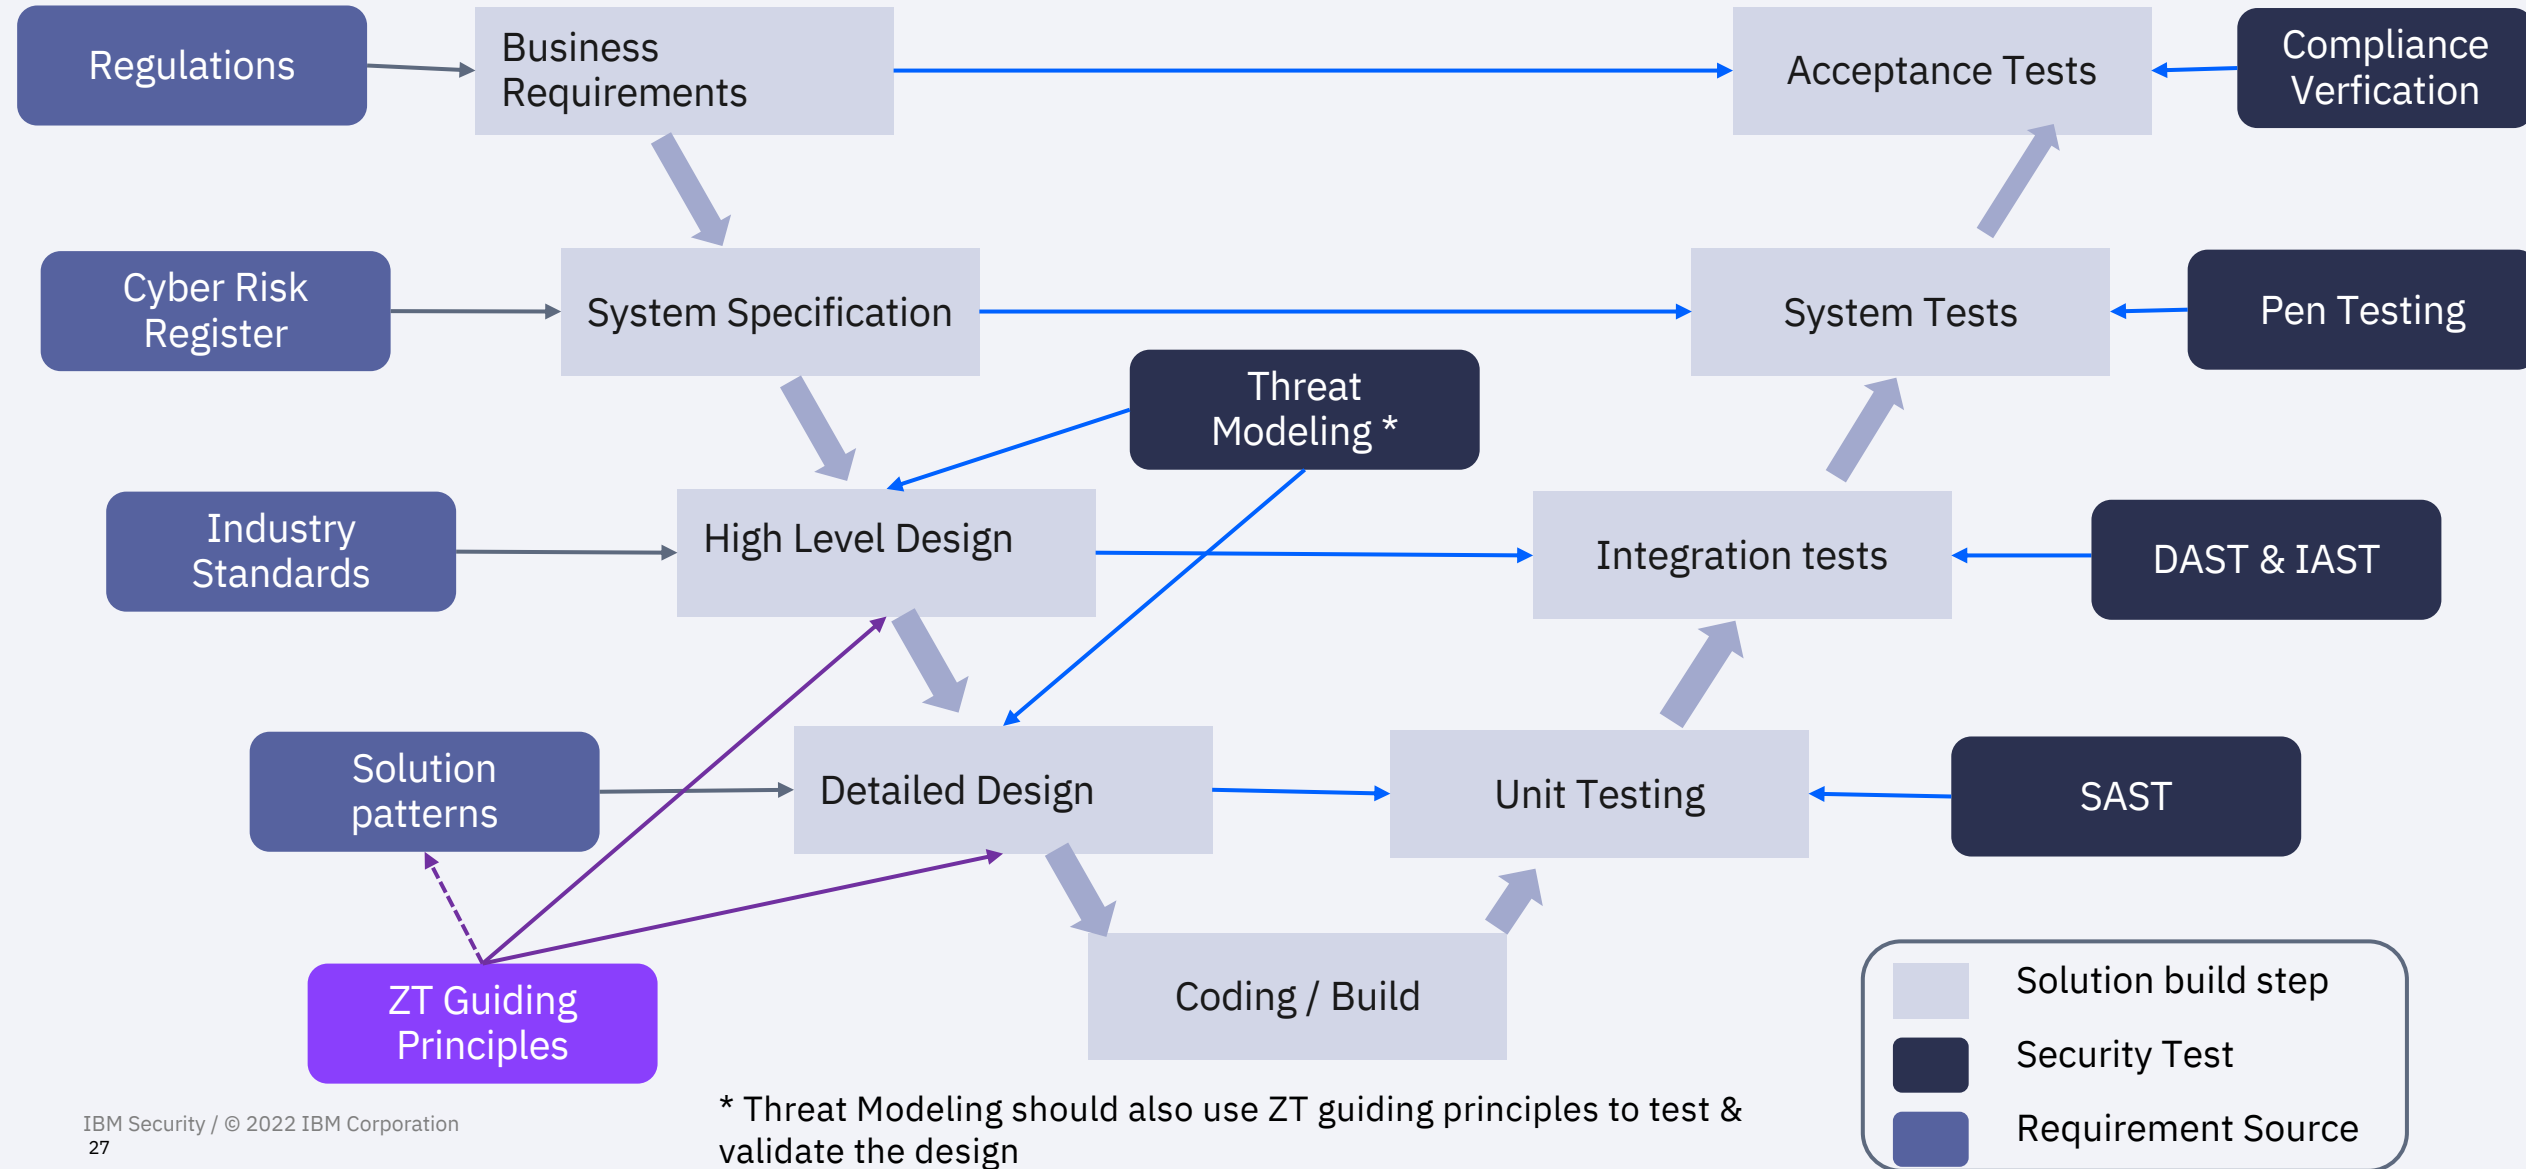 Regulations
Business
Requirements
Acceptance Tests
Compliance
Verfication
Cyber Risk
Register
System Specification
System Tests
Pen Testing
Threat
Modeling *
Industry
Standards
High Level Design
Integration tests
DAST & IAST
Solution
patterns
Detailed Design
Unit Testing
SAST
ZT Guiding
Principles
Coding / Build
Solution build step
Security Test
Requirement Source
* Threat Modeling should also use ZT guiding principles to test &
validate the design
IBM Security / © 2022 IBM Corporation
27